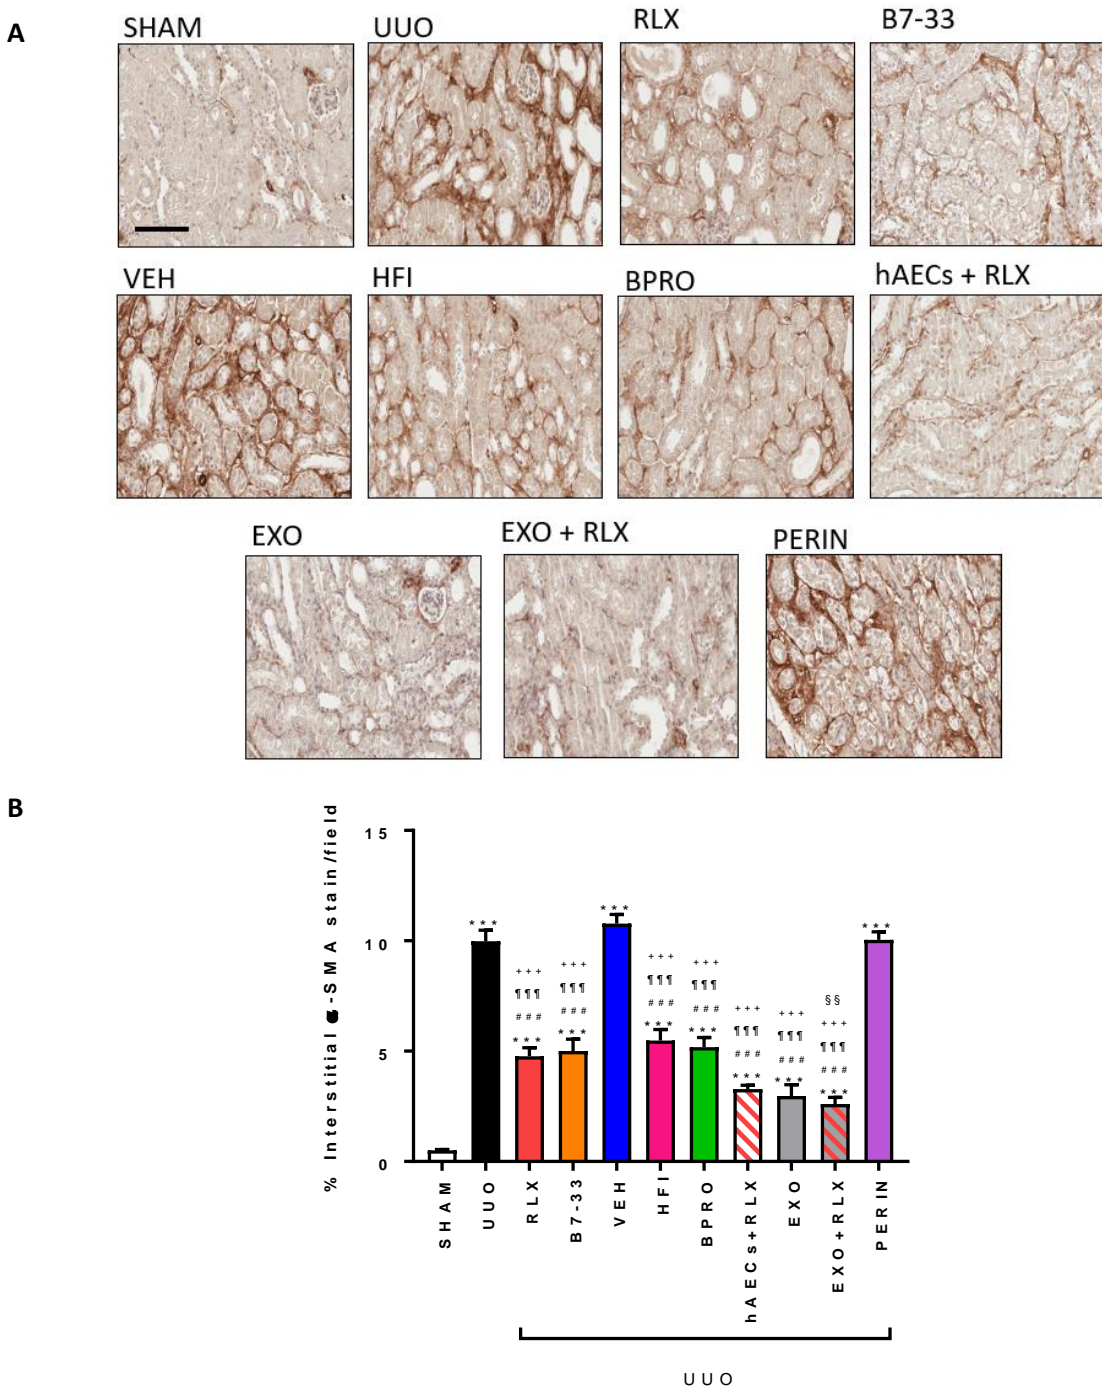 A
SHAM
UUO
RLX
B7-33
VEH
HFI
BPRO
hAECs + RLX
EXO
EXO + RLX
PERIN
B
% Interstitial α-SMA stain/field
15
10
5
0
***
+++
¶¶¶
###
***
+++
¶¶¶
###
***
***
+++
¶¶¶
###
***
+++
¶¶¶
###
***
+++
¶¶¶
###
***
+++
¶¶¶
###
***
§§
+++
¶¶¶
###
***
***
SHAM
UUO
RLX
B7-33
VEH
HFI
BPRO
hAECs+RLX
EXO
EXO+RLX
PERIN
UUO